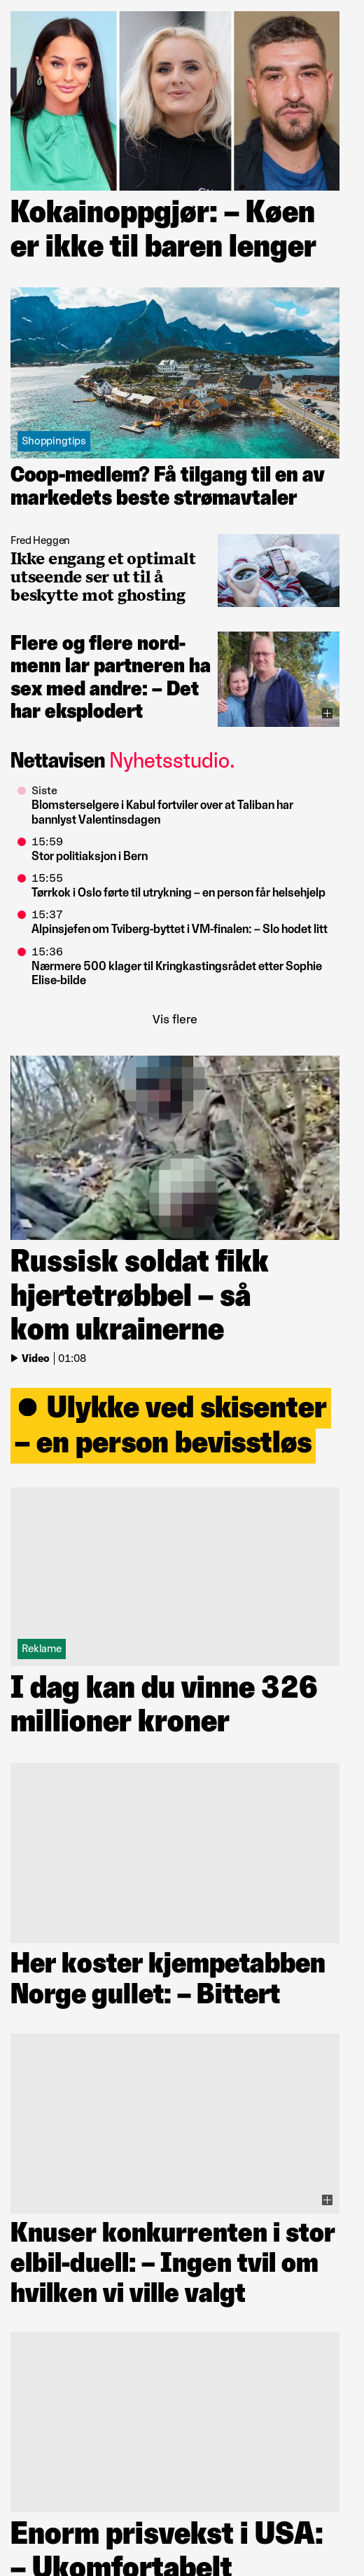 Kokainoppgjør: – Køen
er ikke til baren lenger
Shoppingtips
Coop-medlem? Få tilgang til en av
markedets beste strømavtaler
Fred Heggen
Ikke engang et optimalt
utseende ser ut til å
beskytte mot ghosting
Flere og flere nord-
menn lar partneren ha
sex med andre: – Det
har eksplodert
Nettavisen Nyhetsstudio.
Siste
Blomsterselgere i Kabul fortviler over at Taliban har
bannlyst Valentinsdagen
15:59
Stor politiaksjon i Bern
15:55
Tørrkok i Oslo førte til utrykning – en person får helsehjelp
15:37
Alpinsjefen om Tviberg-byttet i VM-finalen: – Slo hodet litt
15:36
Nærmere 500 klager til Kringkastingsrådet etter Sophie
Elise-bilde
Vis flere
Russisk soldat fikk
hjertetrøbbel – så
kom ukrainerne
Video | 01:08
Ulykke ved skisenter
– en person bevisstløs
Reklame
I dag kan du vinne 326
millioner kroner
Her koster kjempetabben
Norge gullet: – Bittert
Knuser konkurrenten i stor
elbil-duell: – Ingen tvil om
hvilken vi ville valgt
Enorm prisvekst i USA:
– Ukomfortabelt